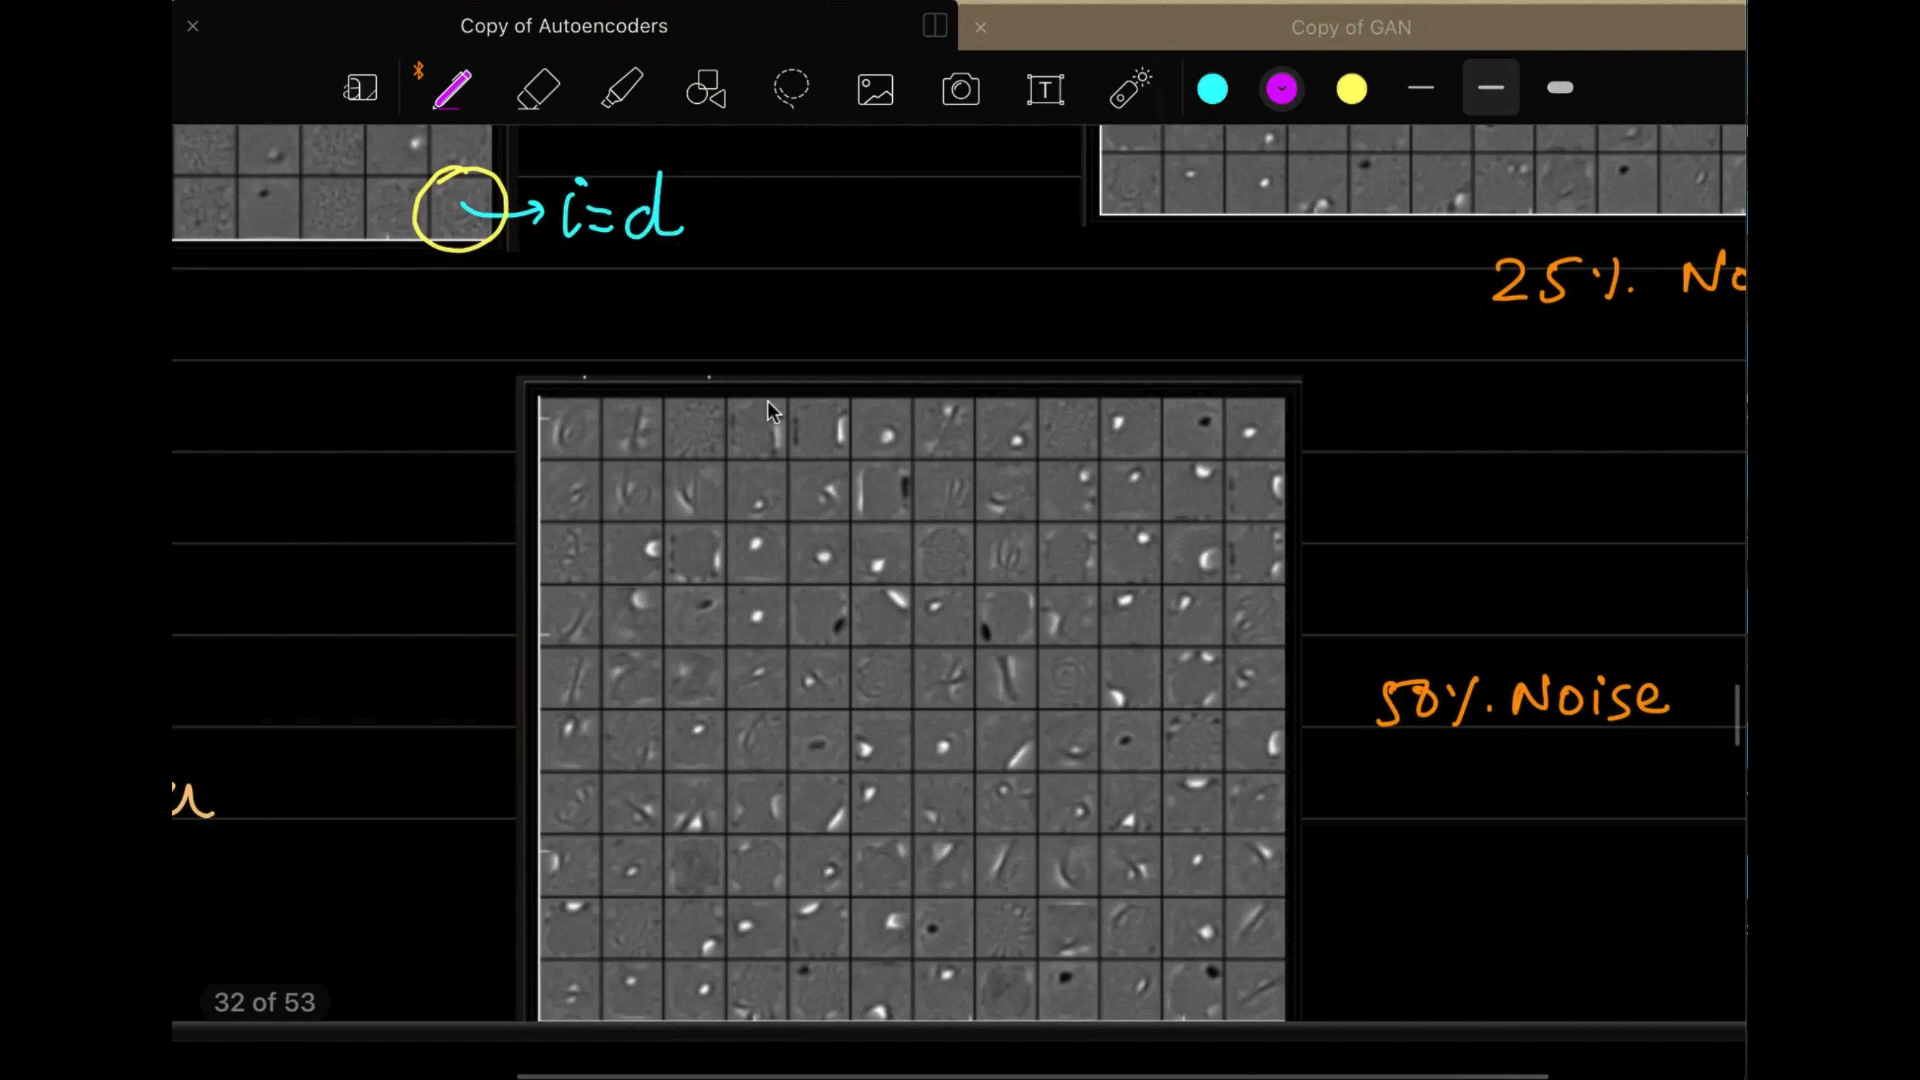 Copy of Autoencoders
Copy of GAN
T
i=d
25%. No
50%. Noise
32 of 53